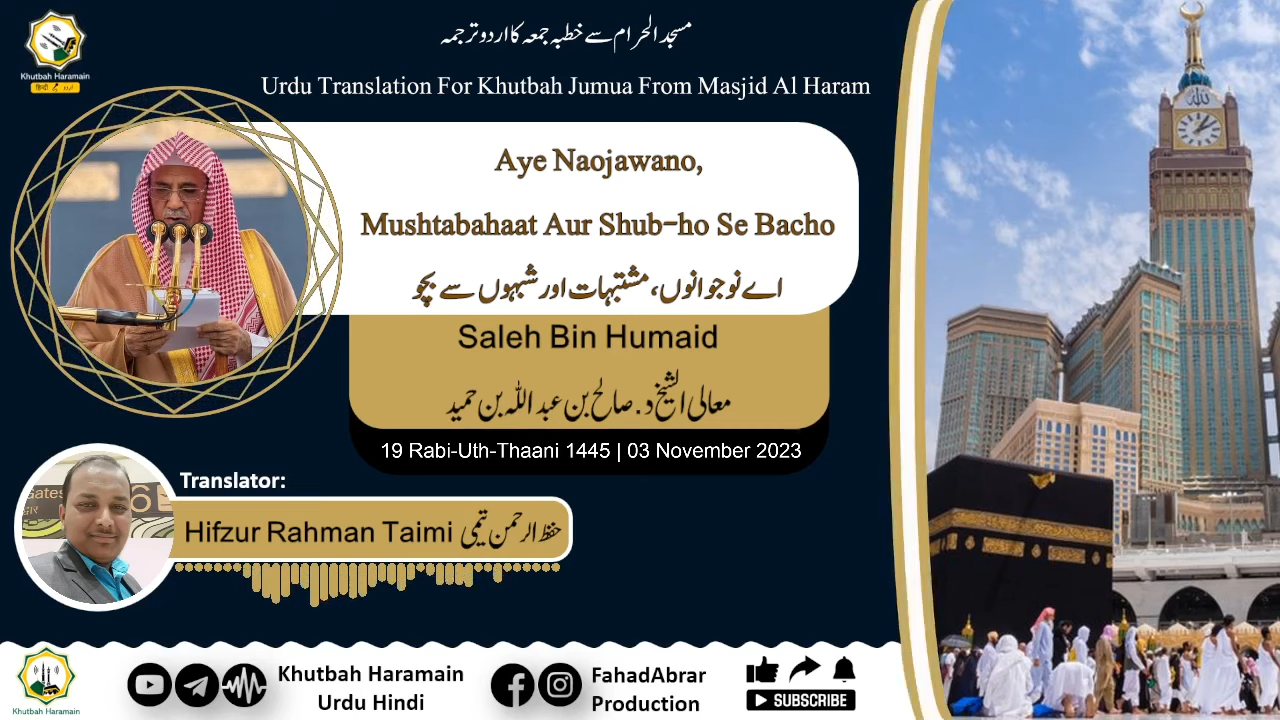 Khutbah Haramain
हिन्दी اردو
مسجد الحرام سے خطبہ جمعہ کا اردو ترجمہ
Urdu Translation For Khutbah Jumua From Masjid Al Haram
Aye Naojawano,
Mushtabahaat Aur Shub-ho Se Bacho
اے نوجوانوں، مشتبہات اور شبہوں سے بچو
Saleh Bin Humaid
معالی الشیخ د. صالح بن عبد اللہ بن حمید
19 Rabi-Uth-Thaani 1445 | 03 November 2023
Translator:
Hifzur Rahman Taimi حفظ الرحمن تیمی
Gates
6
द्वार
Khutbah Haramain
Khutbah Haramain
Urdu Hindi
FahadAbrar
Production
SUBSCRIBE